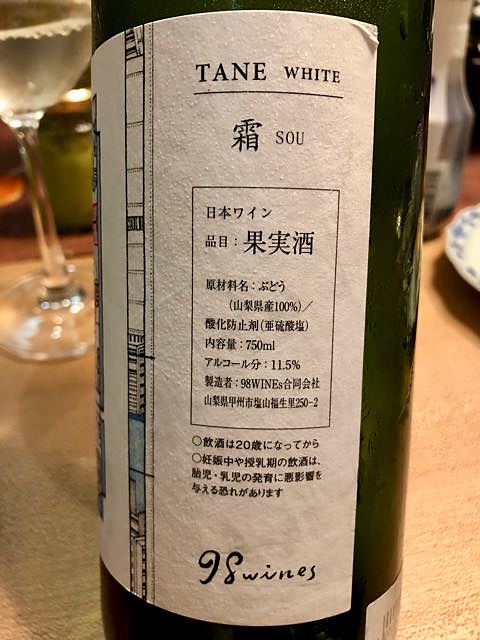 TANE WHITE
霜 SOU
日本ワイン
品目：果実酒
原材料名：ぶどう
（山梨県産100%）／
酸化防止剤（亜硫酸塩）
内容量：750ml
アルコール分：11.5%
製造者：98WINEs合同会社
山梨県甲州市塩山福生里250-2
○飲酒は20歳になってから
○妊娠中や授乳期の飲酒は、
胎児・乳児の発育に悪影響を
与える恐れがあります
98wines